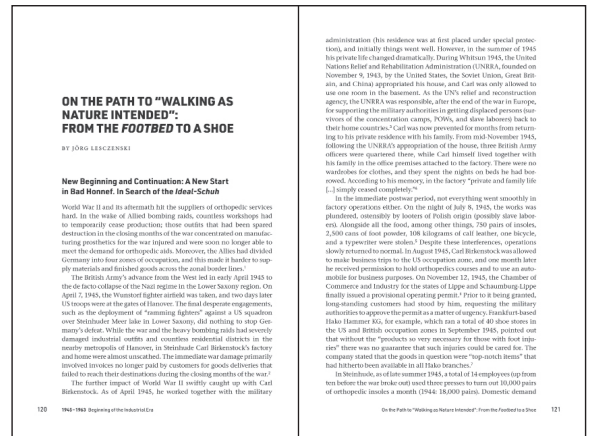 ON THE PATH TO “WALKING AS
NATURE INTENDED”:
FROM THE FOOTBED TO A SHOE
BY JÖRG LESCZENSKI
New Beginning and Continuation: A New Start
in Bad Honnef. In Search of the Ideal-Schuh
World War II and its aftermath hit the suppliers of orthopedic services
hard. In the wake of Allied bombing raids, countless workshops had
to temporarily cease production; those outfits that had been spared
destruction in the closing months of the war concentrated on manufac-
turing prosthetics for the war injured and were soon no longer able to
meet the demand for orthopedic aids. Moreover, the Allies had divided
Germany into four zones of occupation, and this made it harder to sup-
ply materials and finished goods across the zonal border lines.¹
The British Army’s advance from the West led in early April 1945 to
the de facto collapse of the Nazi regime in the Lower Saxony region. On
April 7, 1945, the Wunstorf fighter airfield was taken, and two days later
US troops were at the gates of Hanover. The final desperate engagements,
such as the deployment of “ramming fighters” against a US squadron
over Steinhuder Meer lake in Lower Saxony, did nothing to stop Ger-
many’s defeat. While the war and the heavy bombing raids had severely
damaged industrial outfits and countless residential districts in the
nearby metropolis of Hanover, in Steinhude Carl Birkenstock’s factory
and home were almost unscathed. The immediate war damage primarily
involved invoices no longer paid by customers for goods deliveries that
failed to reach their destinations during the closing months of the war.²
The further impact of World War II swiftly caught up with Carl
Birkenstock. As of April 1945, he worked together with the military
120 1945–1963 Beginning of the Industrial Era
administration (his residence was at first placed under special protec-
tion), and initially things went well. However, in the summer of 1945
his private life changed dramatically. During Whitsun 1945, the United
Nations Relief and Rehabilitation Administration (UNRRA, founded on
November 9, 1943, by the United States, the Soviet Union, Great Brit-
ain, and China) appropriated his house, and Carl was only allowed to
use one room in the basement. As the UN’s relief and reconstruction
agency, the UNRRA was responsible, after the end of the war in Europe,
for supporting the military authorities in getting displaced persons (sur-
vivors of the concentration camps, POWs, and slave laborers) back to
their home countries.³ Carl was now prevented for months from return-
ing to his private residence with his family. From mid-November 1945,
following the UNRRA’s appropriation of the house, three British Army
officers were quartered there, while Carl himself lived together with
his family in the office premises attached to the factory. There were no
wardrobes for clothes, and they spent the nights on beds he had bor-
rowed. According to his memory, in the factory “private and family life
[...] simply ceased completely.”⁴
In the immediate postwar period, not everything went smoothly in
factory operations either. On the night of July 8, 1945, the works was
plundered, ostensibly by looters of Polish origin (possibly slave labor-
ers). Alongside all the food, among other things, 750 pairs of insoles,
2,500 cans of foot powder, 108 kilograms of calf leather, one bicycle,
and a typewriter were stolen.⁵ Despite these interferences, operations
slowly returned to normal. In August 1945, Carl Birkenstock was allowed
to make business trips to the US occupation zone, and one month later
he received permission to hold orthopedics courses and to use an auto-
mobile for business purposes. On November 12, 1945, the Chamber of
Commerce and Industry for the states of Lippe and Schaumburg-Lippe
finally issued a provisional operating permit.⁶ Prior to it being granted,
long-standing customers had stood by him, requesting the military
authorities to approve the permit as a matter of urgency. Frankfurt-based
Hako Hammer KG, for example, which ran a total of 40 shoe stores in
the US and British occupation zones in September 1945, pointed out
that without the “products so very necessary for those with foot inju-
ries” there was no guarantee that such injuries could be cared for. The
company stated that the goods in question were “top-notch items” that
had hitherto been available in all Hako branches.⁷
In Steinhude, as of late summer 1945, a total of 14 employees (up from
ten before the war broke out) used three presses to turn out 10,000 pairs
of orthopedic insoles a month (1944: 18,000 pairs). Domestic demand
On the Path to “Walking as Nature Intended”: From the Footbed to a Shoe 121